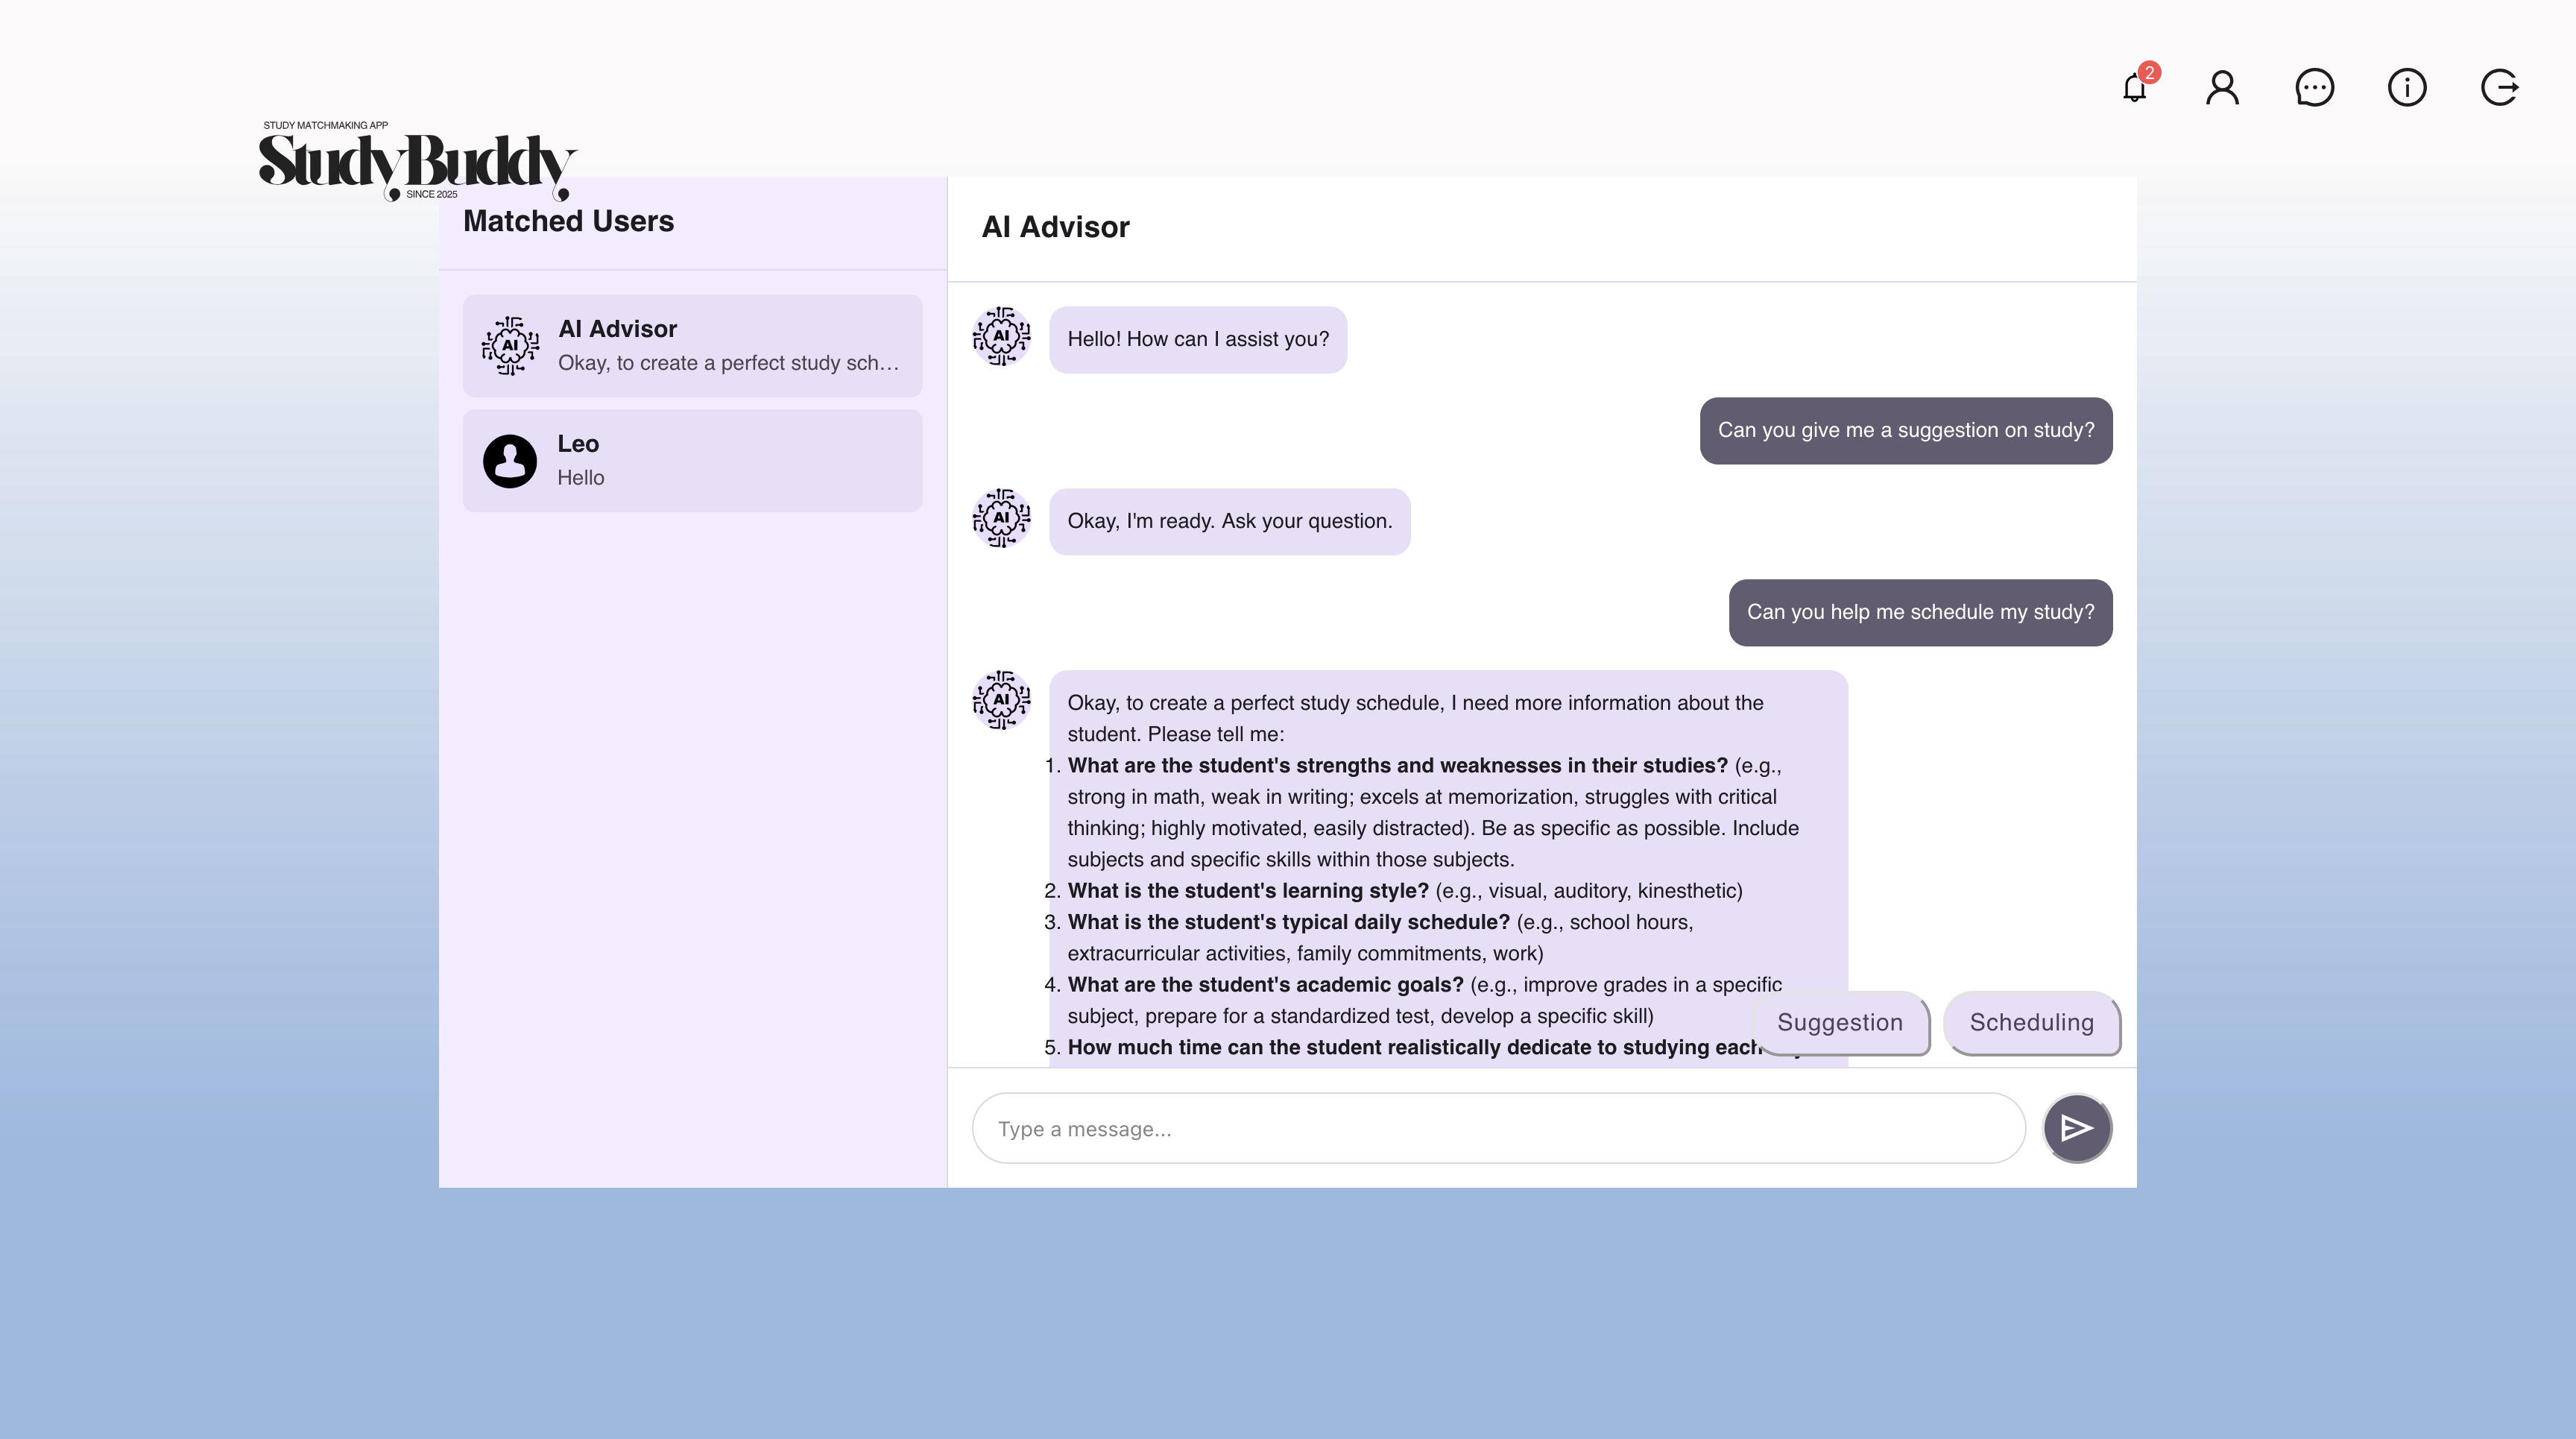 2
STUDY MATCHMAKING APP
StudyBuddy
SINCE 2025
Matched Users
AI Advisor
Okay, to create a perfect study sch...
Leo
Hello
AI Advisor
Hello! How can I assist you?
Can you give me a suggestion on study?
Okay, I'm ready. Ask your question.
Can you help me schedule my study?
Okay, to create a perfect study schedule, I need more information about the
student. Please tell me:
1. What are the student's strengths and weaknesses in their studies? (e.g.,
strong in math, weak in writing; excels at memorization, struggles with critical
thinking; highly motivated, easily distracted). Be as specific as possible. Include
subjects and specific skills within those subjects.
2. What is the student's learning style? (e.g., visual, auditory, kinesthetic)
3. What is the student's typical daily schedule? (e.g., school hours,
extracurricular activities, family commitments, work)
4. What are the student's academic goals? (e.g., improve grades in a specific
subject, prepare for a standardized test, develop a specific skill)
5. How much time can the student realistically dedicate to studying each
Suggestion
Scheduling
Type a message...
AI
AI
AI
AI